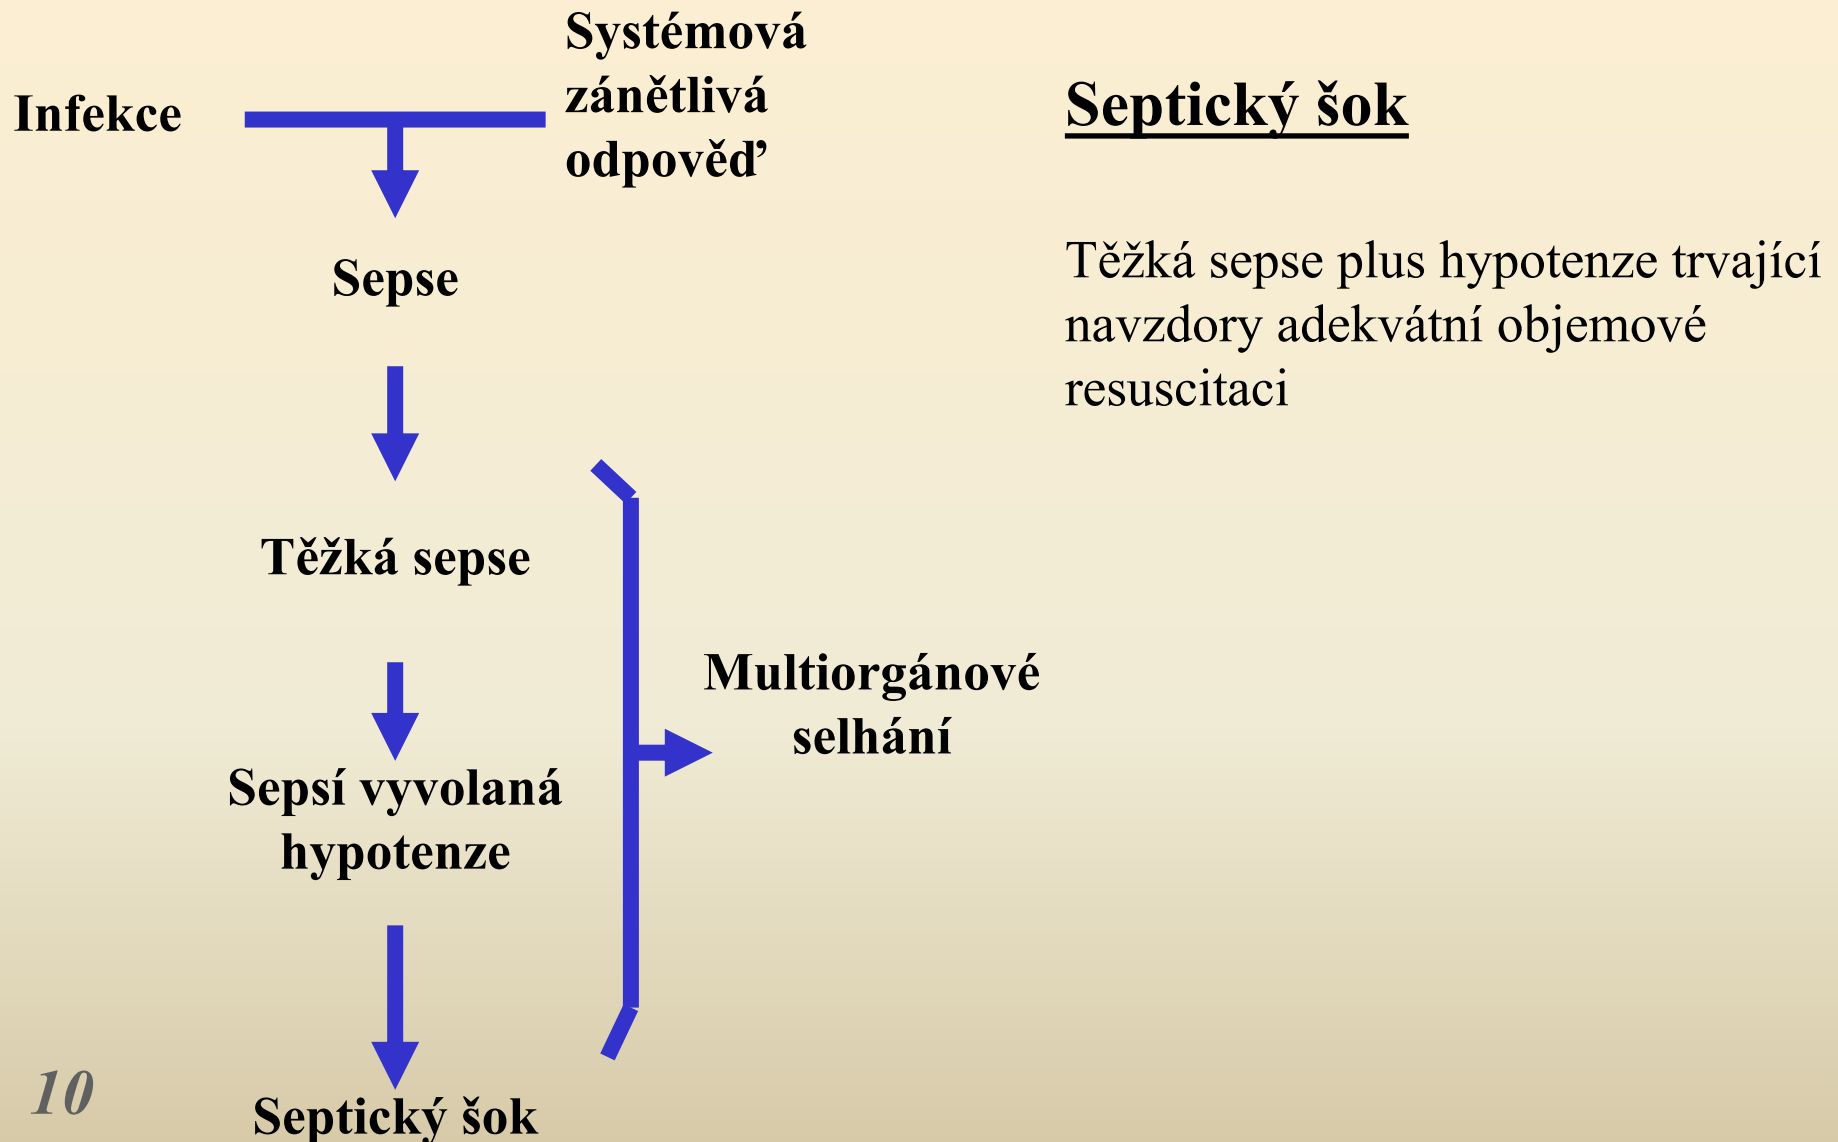 Infekce
Systémová
zánětlivá
odpověď
Sepse
Těžká sepse
Sepsí vyvolaná
hypotenze
Septický šok
Multiorgánové
selhání
Septický šok
Těžká sepse plus hypotenze trvající
navzdory adekvátní objemové
resuscitaci
10